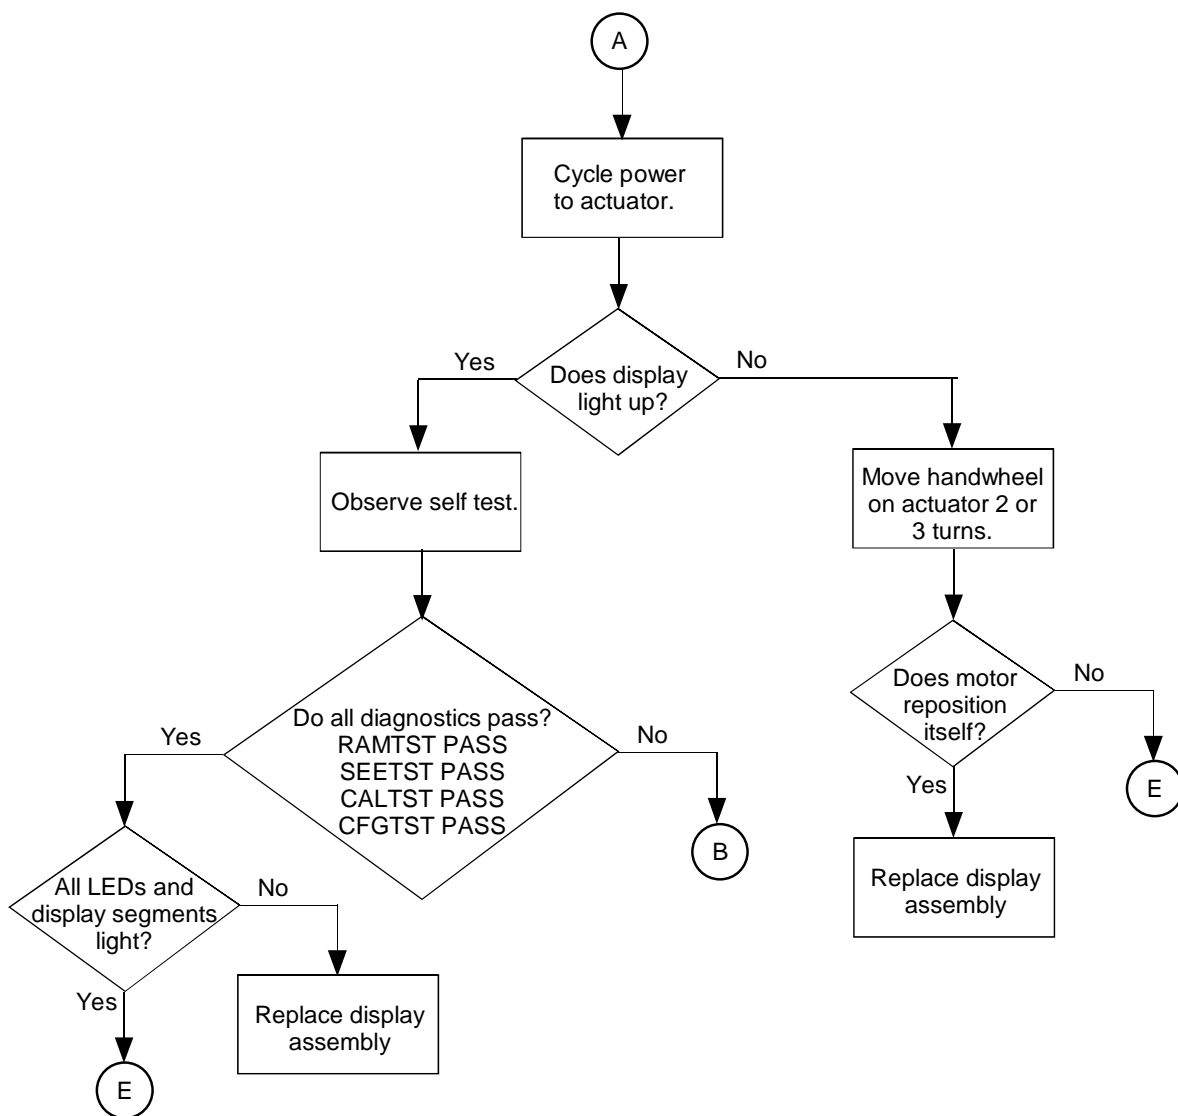 A
Cycle power
to actuator.
Does display
light up?
Yes
No
Observe self test.
Move handwheel
on actuator 2 or
3 turns.
Do all diagnostics pass?
RAMTST PASS
SEETST PASS
CALTST PASS
CFGTST PASS
Yes
No
Does motor
reposition
itself?
No
Yes
E
B
All LEDs and
display segments
light?
No
Yes
Replace display
assembly
Replace display
assembly
E